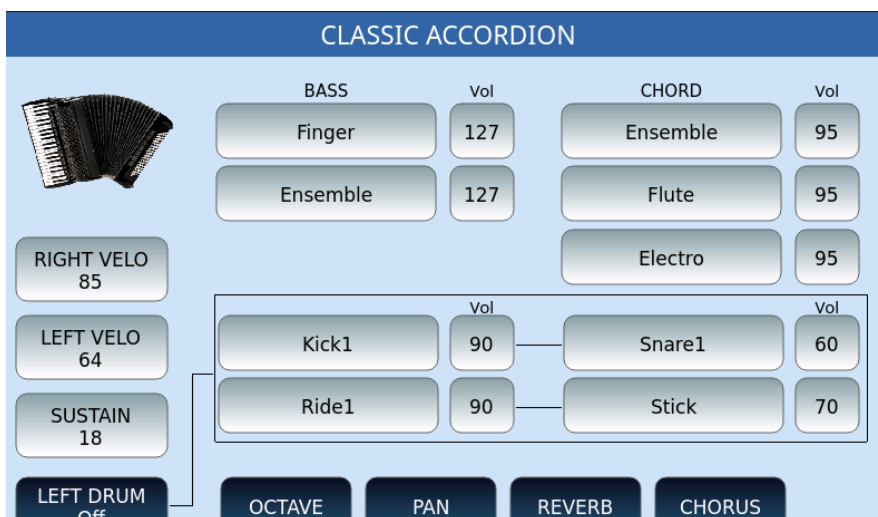 CLASSIC ACCORDION
BASS Vol CHORD Vol
Finger 127 Ensemble 95
Ensemble 127 Flute 95
Electro 95
RIGHT VELO
85
Vol Vol
LEFT VELO
64
Kick1 90 Snare1 60
Ride1 90 Stick 70
SUSTAIN
18
LEFT DRUM
Off
OCTAVE PAN REVERB CHORUS